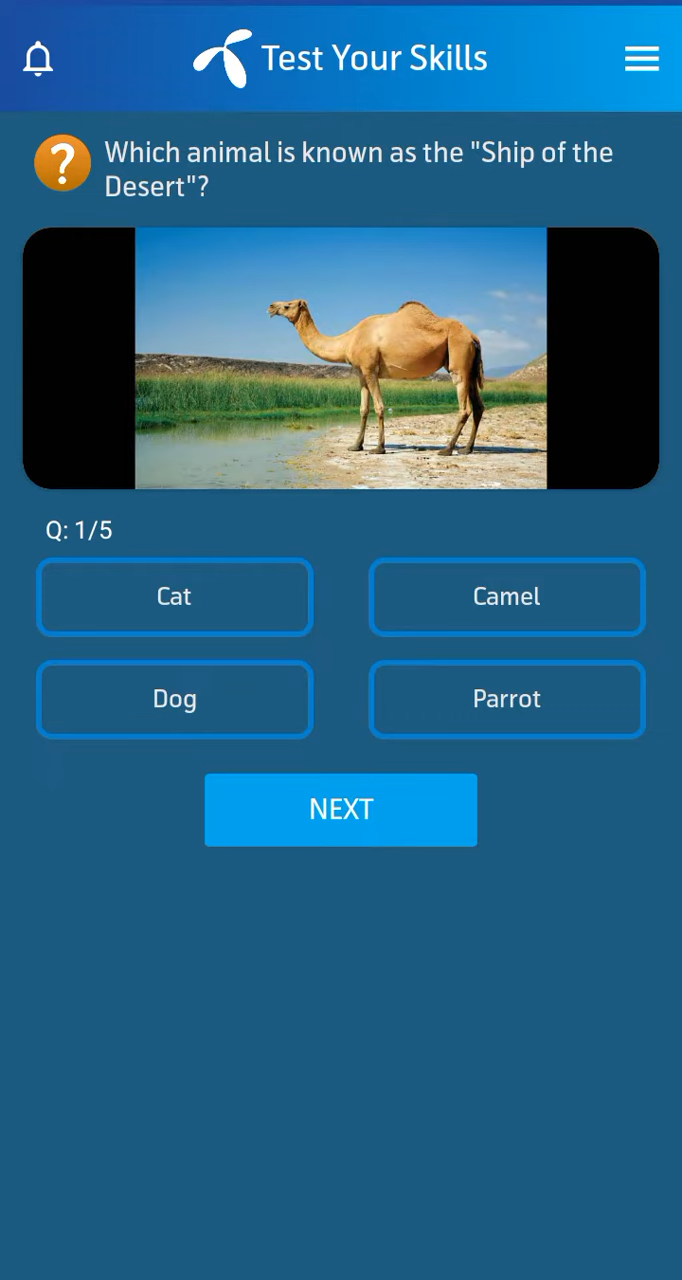 Test Your Skills
Which animal is known as the "Ship of the
Desert"?
Q: 1/5
Cat
Camel
Dog
Parrot
NEXT